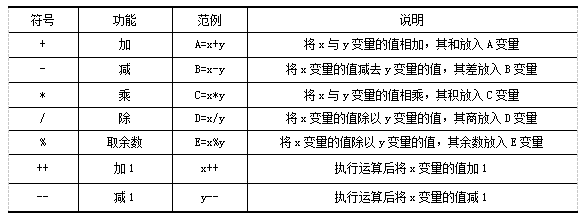 符号 功能 范例 说明
+ 加 A=x+y 将 x 与 y 变量的值相加，其和放入 A 变量
- 减 B=x-y 将 x 变量的值减去 y 变量的值，其差放入 B 变量
* 乘 C=x*y 将 x 与 y 变量的值相乘，其积放入 C 变量
/ 除 D=x/y 将 x 变量的值除以 y 变量的值，其商放入 D 变量
% 取余数 E=x%y 将 x 变量的值除以 y 变量的值，其余数放入 E 变量
++ 加 1 x++ 执行运算后将 x 变量的值加 1
-- 减 1 y-- 执行运算后将 x 变量的值减 1